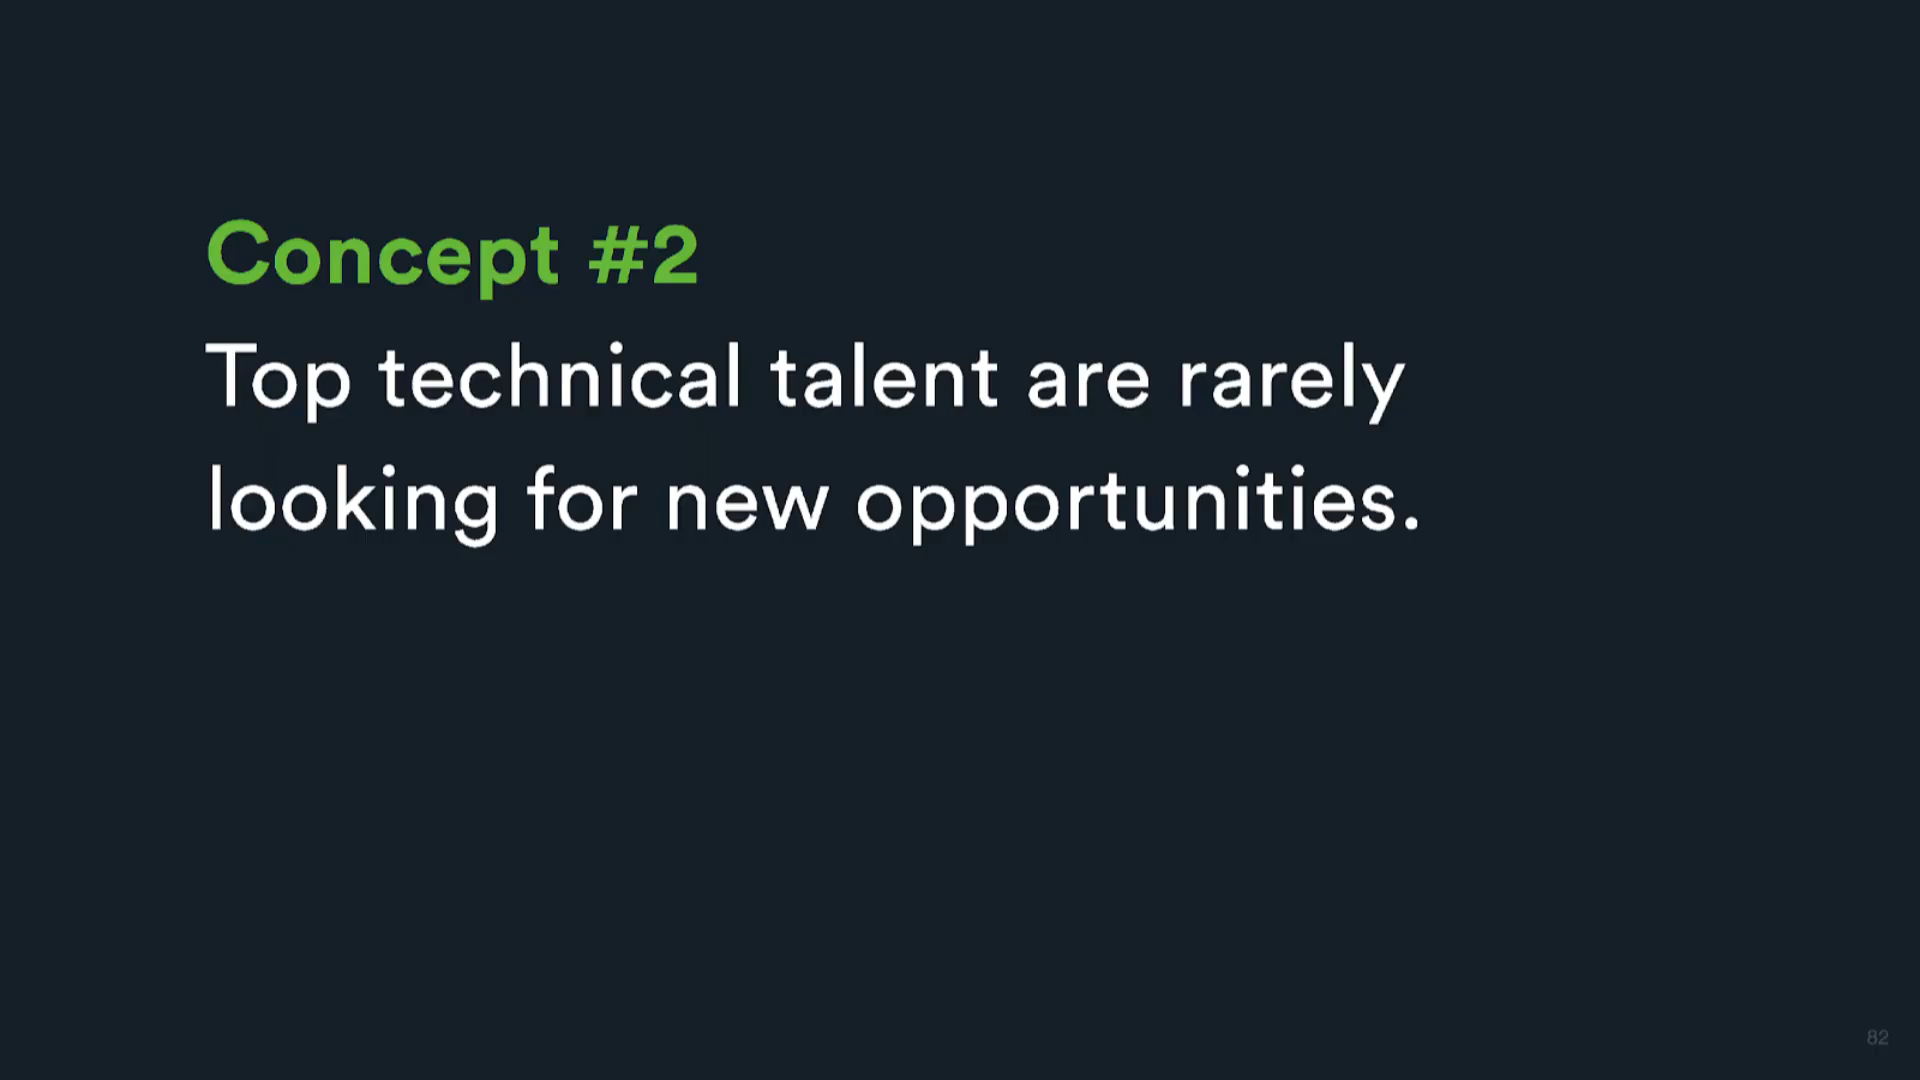 Concept #2
Top technical talent are rarely
looking for new opportunities.
82